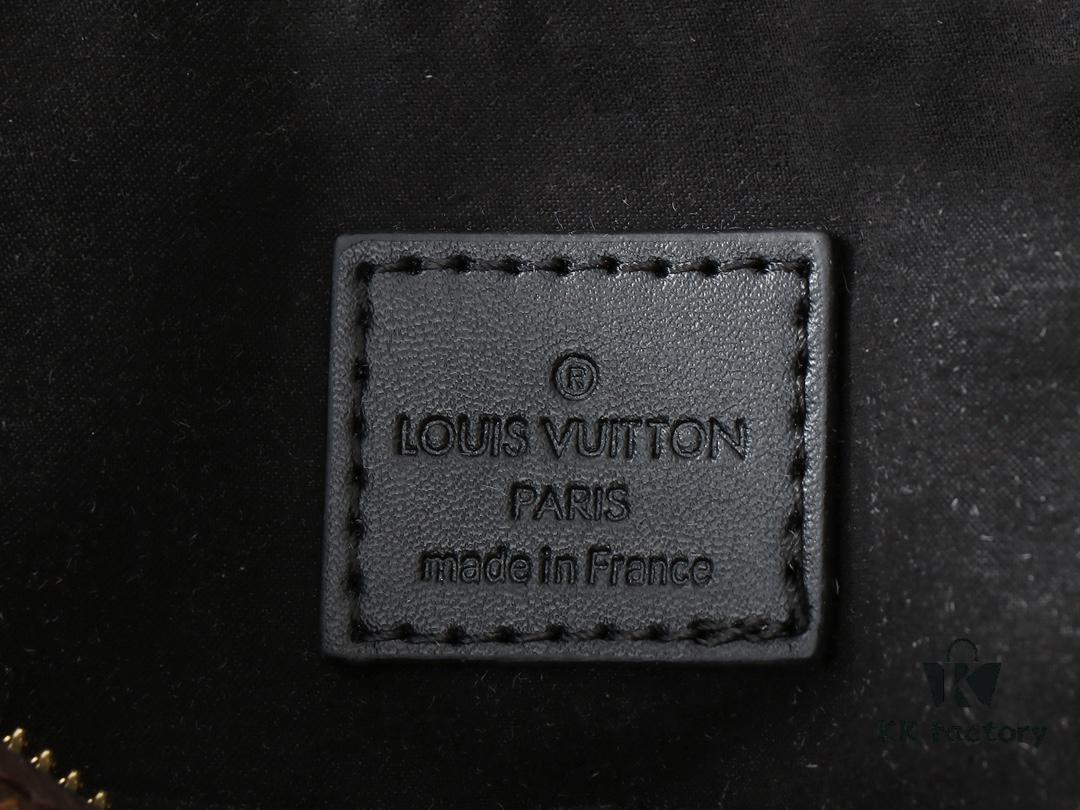 ®
LOUIS VUITTON
PARIS
made in France
K
KK factory